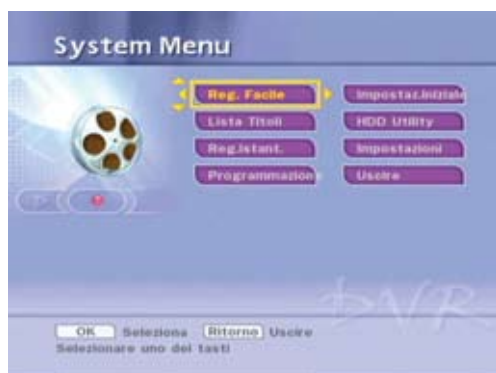 System Menu
Reg. Facile
Impostaz.Iniziale
Lista Titoli
HDD Utility
Reg.Istant.
Impostazioni
Programmazion
Uscire
DVR
OK Seleziona Ritorno Uscire
Selezionare uno dei tasti